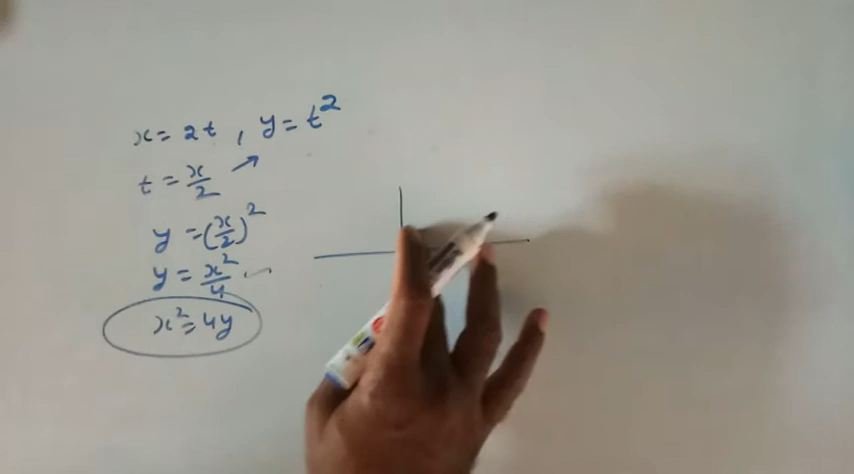 x = 2t , y = t²
t = x/2
y = (x/2)²
y = x²/4
x² = 4y